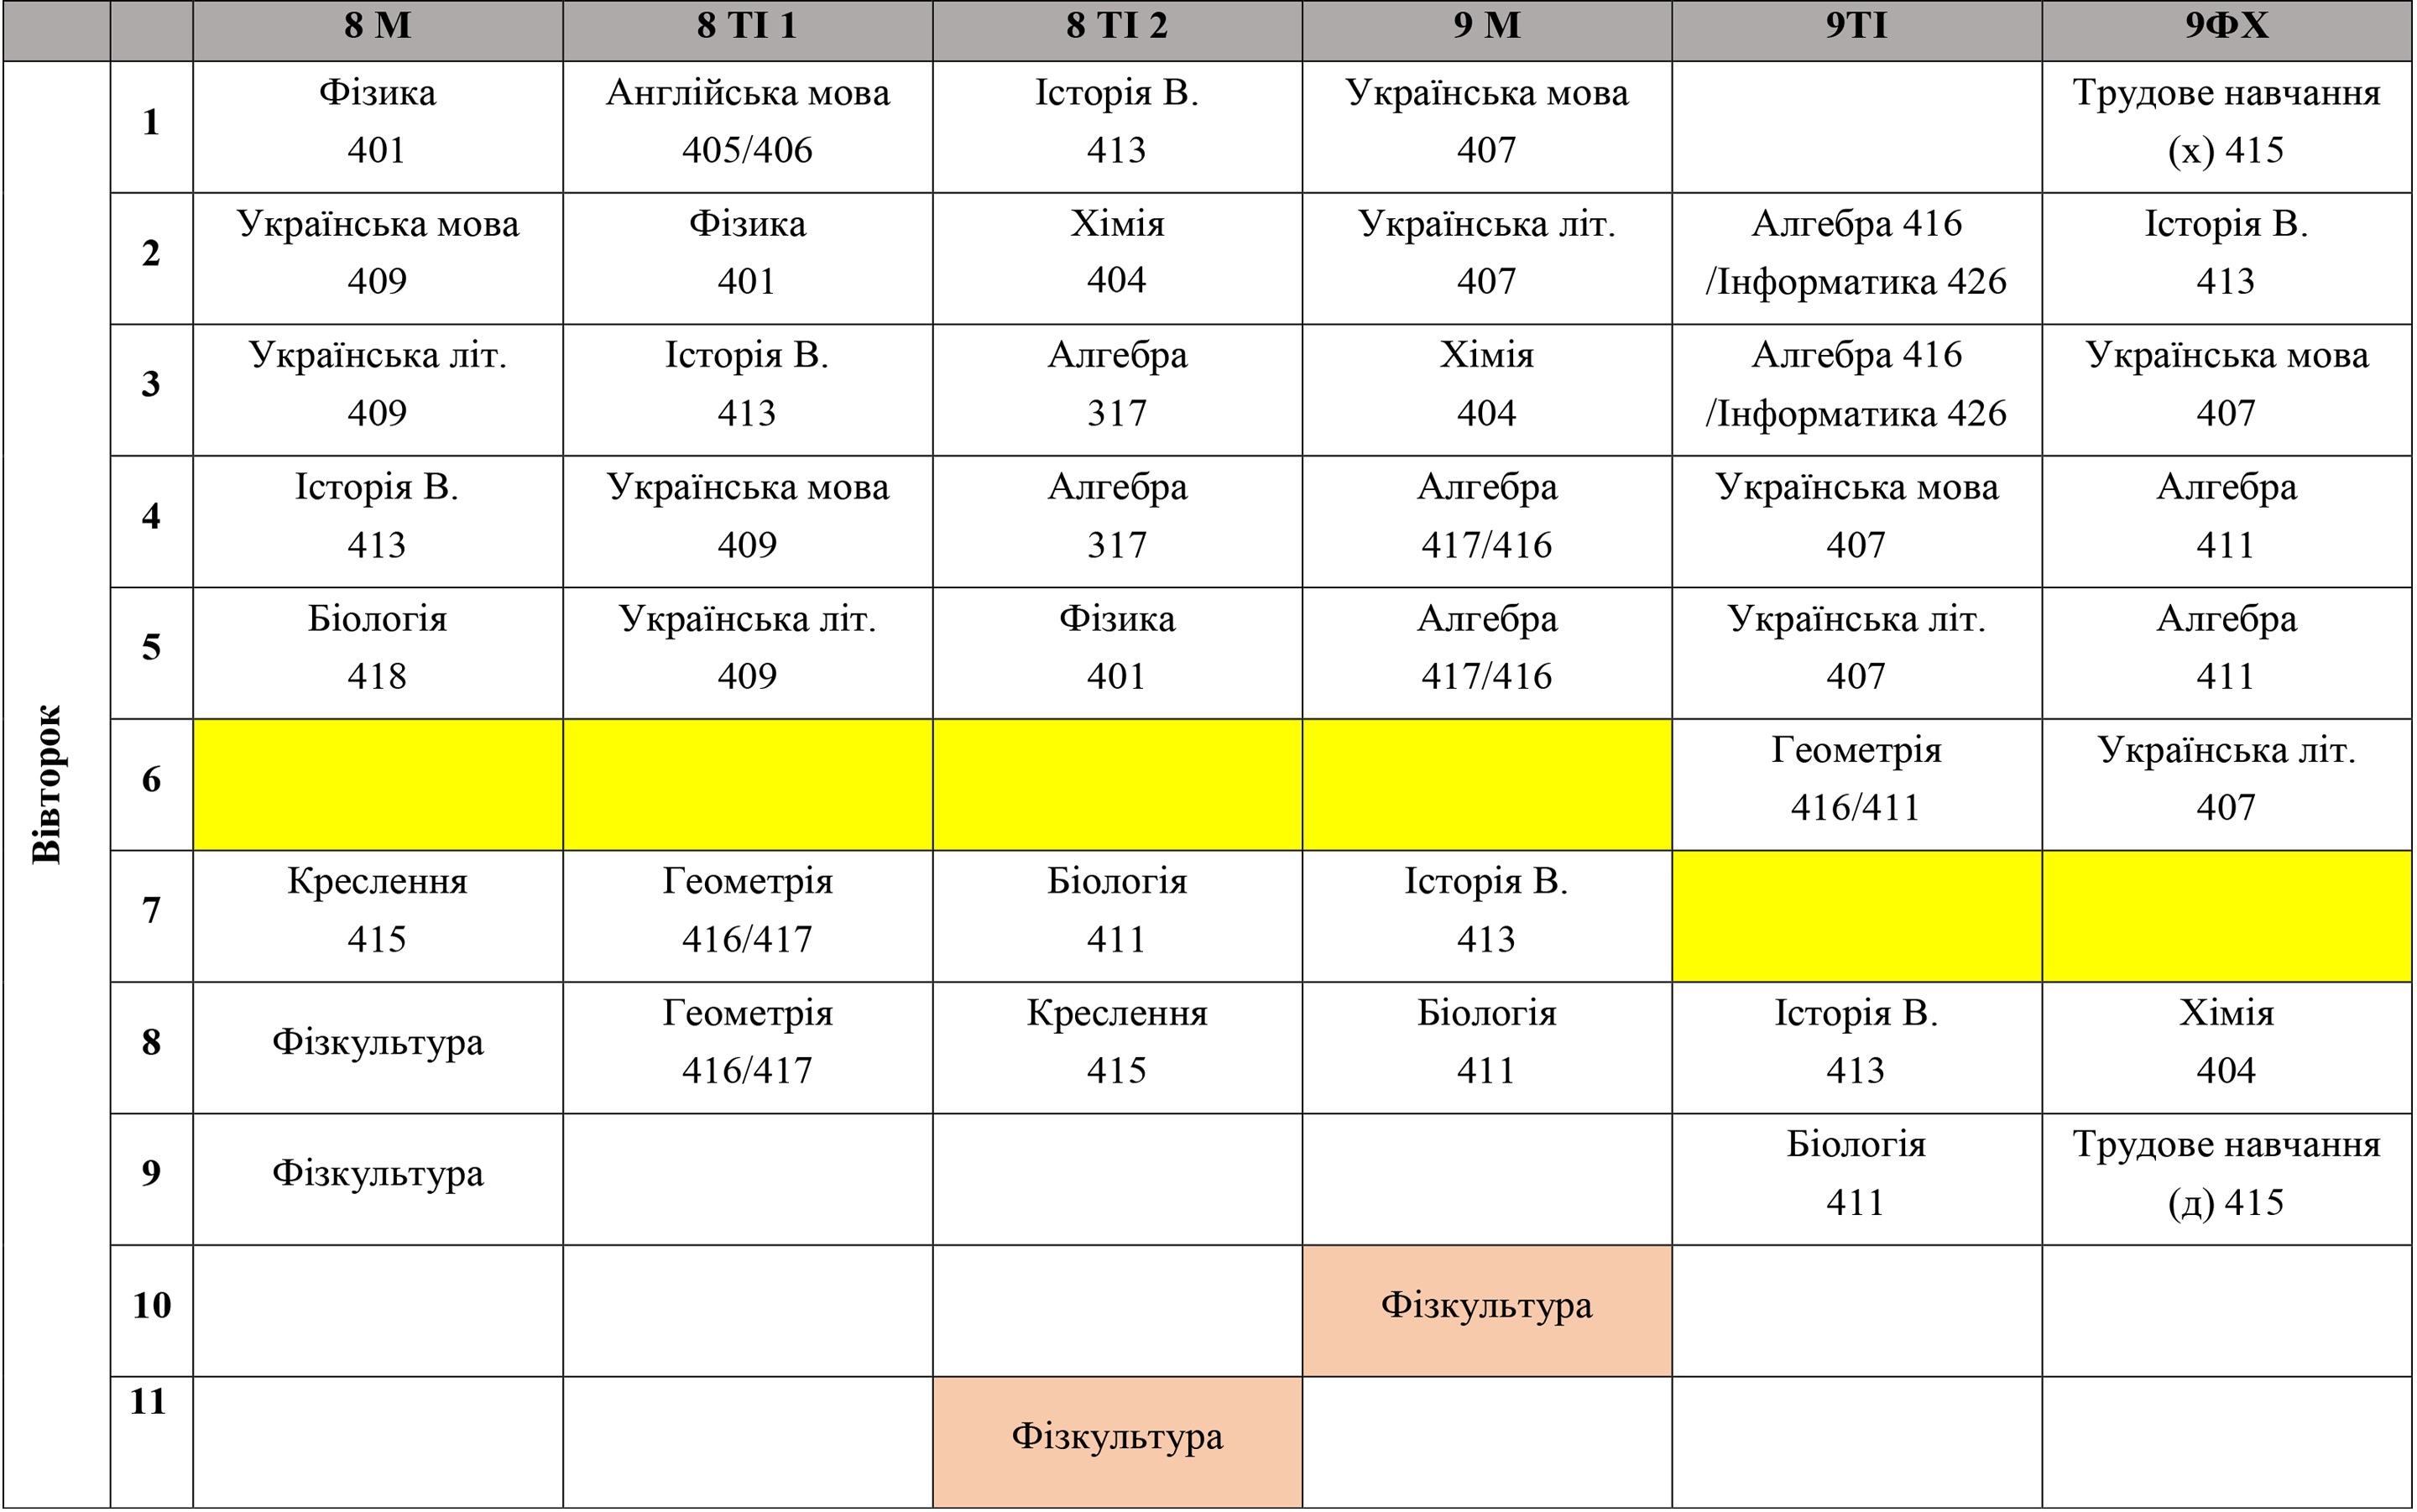 8 М 8 ТІ 1 8 ТІ 2 9 М 9ТІ 9ФХ
Вівторок
1
Фізика Англійська мова Історія В. Українська мова Трудове навчання
401 405/406 413 407 (х) 415
2
Українська мова Фізика Хімія Українська літ. Алгебра 416 Історія В.
409 401 404 407 /Інформатика 426 413
3
Українська літ. Історія В. Алгебра Хімія Алгебра 416 Українська мова
409 413 317 404 /Інформатика 426 407
4
Історія В. Українська мова Алгебра Алгебра Українська мова Алгебра
413 409 317 417/416 407 411
5
Біологія Українська літ. Фізика Алгебра Українська літ. Алгебра
418 409 401 417/416 407 411
6
Геометрія Українська літ.
416/411 407
7
Креслення Геометрія Біологія Історія В.
415 416/417 411 413
8
Фізкультура
Геометрія Креслення Біологія Історія В. Хімія
416/417 415 411 413 404
9
Фізкультура
Біологія Трудове навчання
411 (д) 415
10
Фізкультура
11
Фізкультура